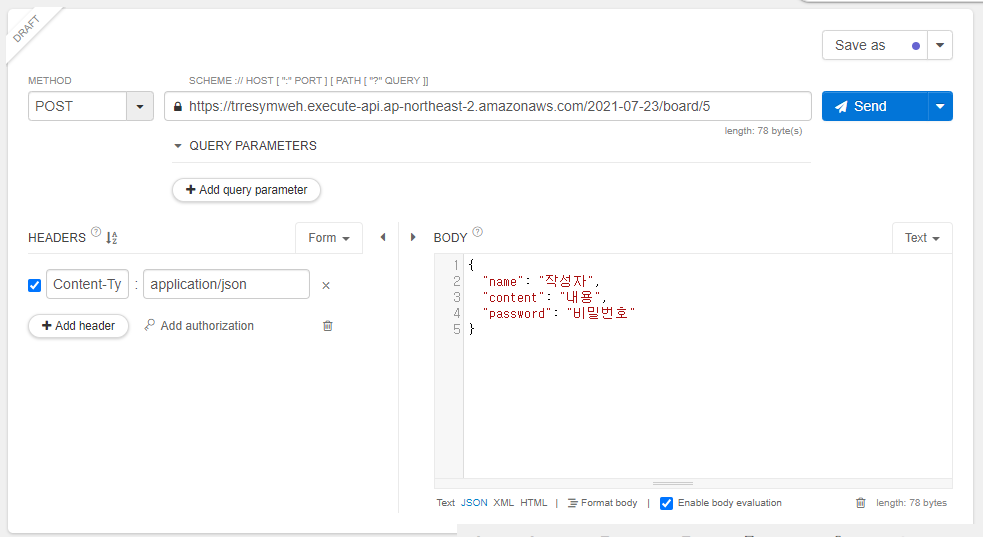 DRAFT
Save as
METHOD
SCHEME :// HOST [ ":" PORT ] [ PATH [ "?" QUERY ]]
POST
https://trresymweh.execute-api.ap-northeast-2.amazonaws.com/2021-07-23/board/5
Send
length: 78 byte(s)
QUERY PARAMETERS
+ Add query parameter
HEADERS ?
Form
BODY ?
Text
Content-Ty : application/json ×
+ Add header
Add authorization
1 {
2 "name": "작성자",
3 "content": "내용",
4 "password": "비밀번호"
5 }
Text JSON XML HTML | Format body | Enable body evaluation
length: 78 bytes